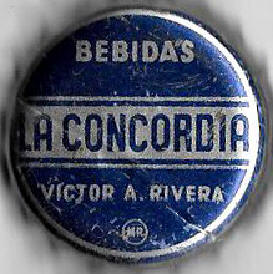 BEBIDAS
LA CONCORDIA
VICTOR A. RIVERA
MR